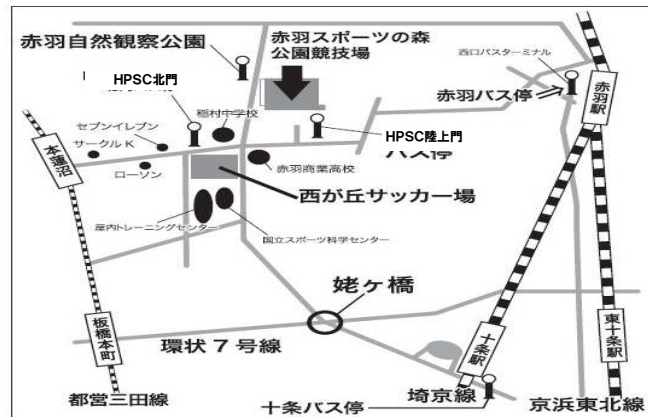 赤羽自然観察公園
赤羽スポーツの森
公園競技場
西口バスターミナル
HPSC北門
赤羽バス停
赤羽駅
稲村中学校
HPSC陸上門
バス停
セブンイレブン
サークルK
本蓮沼
ローソン
赤羽商業高校
西が丘サッカー場
屋内トレーニングセンター
国立スポーツ科学センター
姥ヶ橋
板橋本町
環状7号線
十条駅
東十条駅
都営三田線
十条バス停
埼京線
京浜東北線